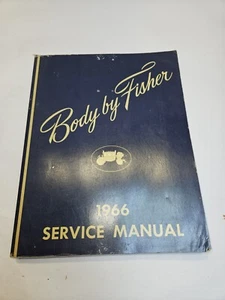 Body by Fisher
1966
SERVICE MANUAL